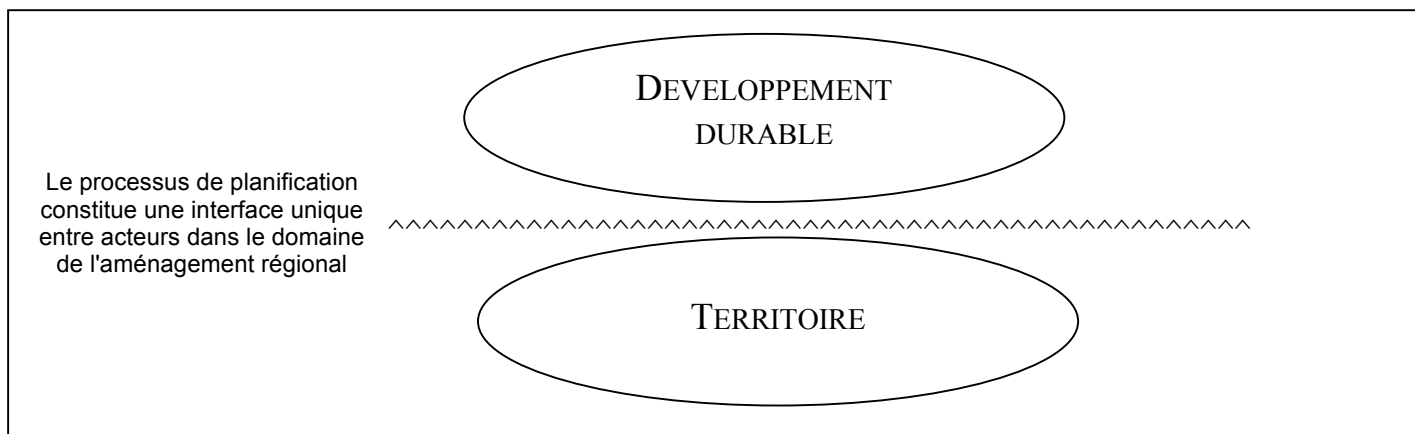 DEVELOPPEMENT
DURABLE
Le processus de planification
constitue une interface unique
entre acteurs dans le domaine
de l'aménagement régional
^^^^^^^^^^^^^^^^^^^^^^^^^^^^^^^^^^^^^^^^^^^^^^^^^^
TERRITOIRE